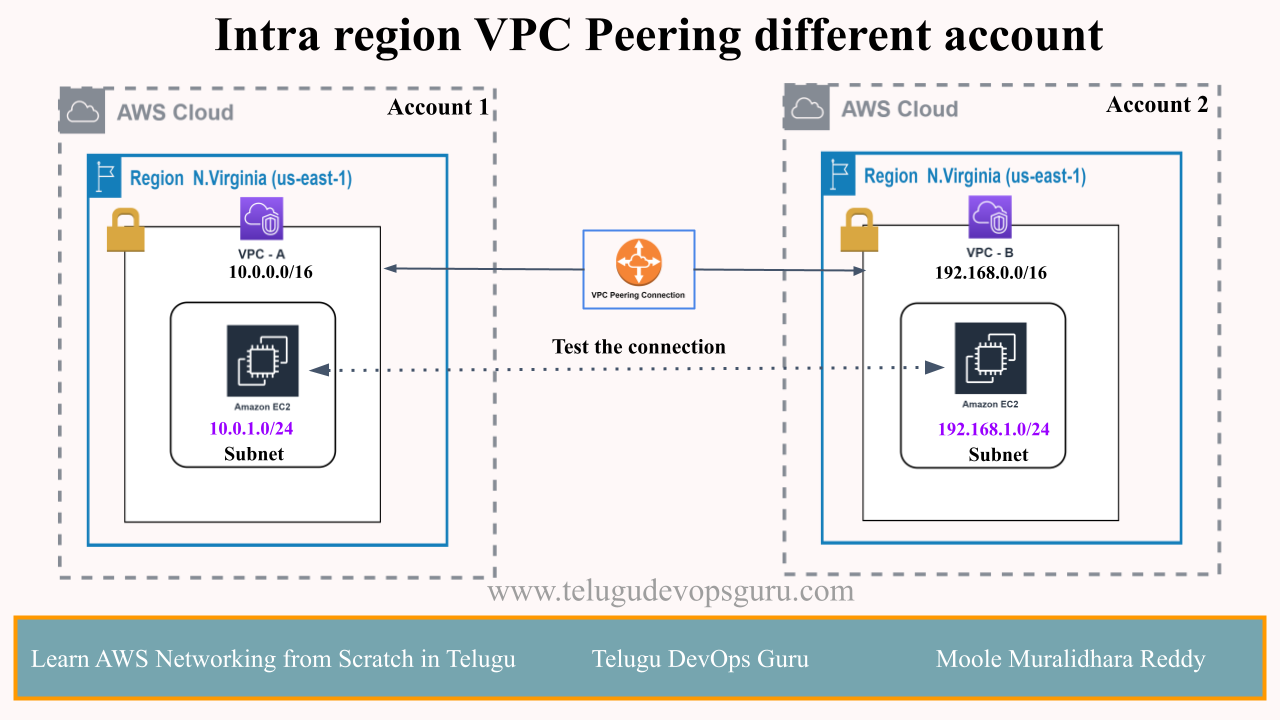 Intra region VPC Peering different account
AWS Cloud
Account 1
Region N.Virginia (us-east-1)
VPC - A
10.0.0.0/16
Amazon EC2
10.0.1.0/24
Subnet
VPC Peering Connection
Test the connection
AWS Cloud
Account 2
Region N.Virginia (us-east-1)
VPC - B
192.168.0.0/16
Amazon EC2
192.168.1.0/24
Subnet
www.telugudevopsguru.com
Learn AWS Networking from Scratch in Telugu
Telugu DevOps Guru
Moole Muralidhara Reddy